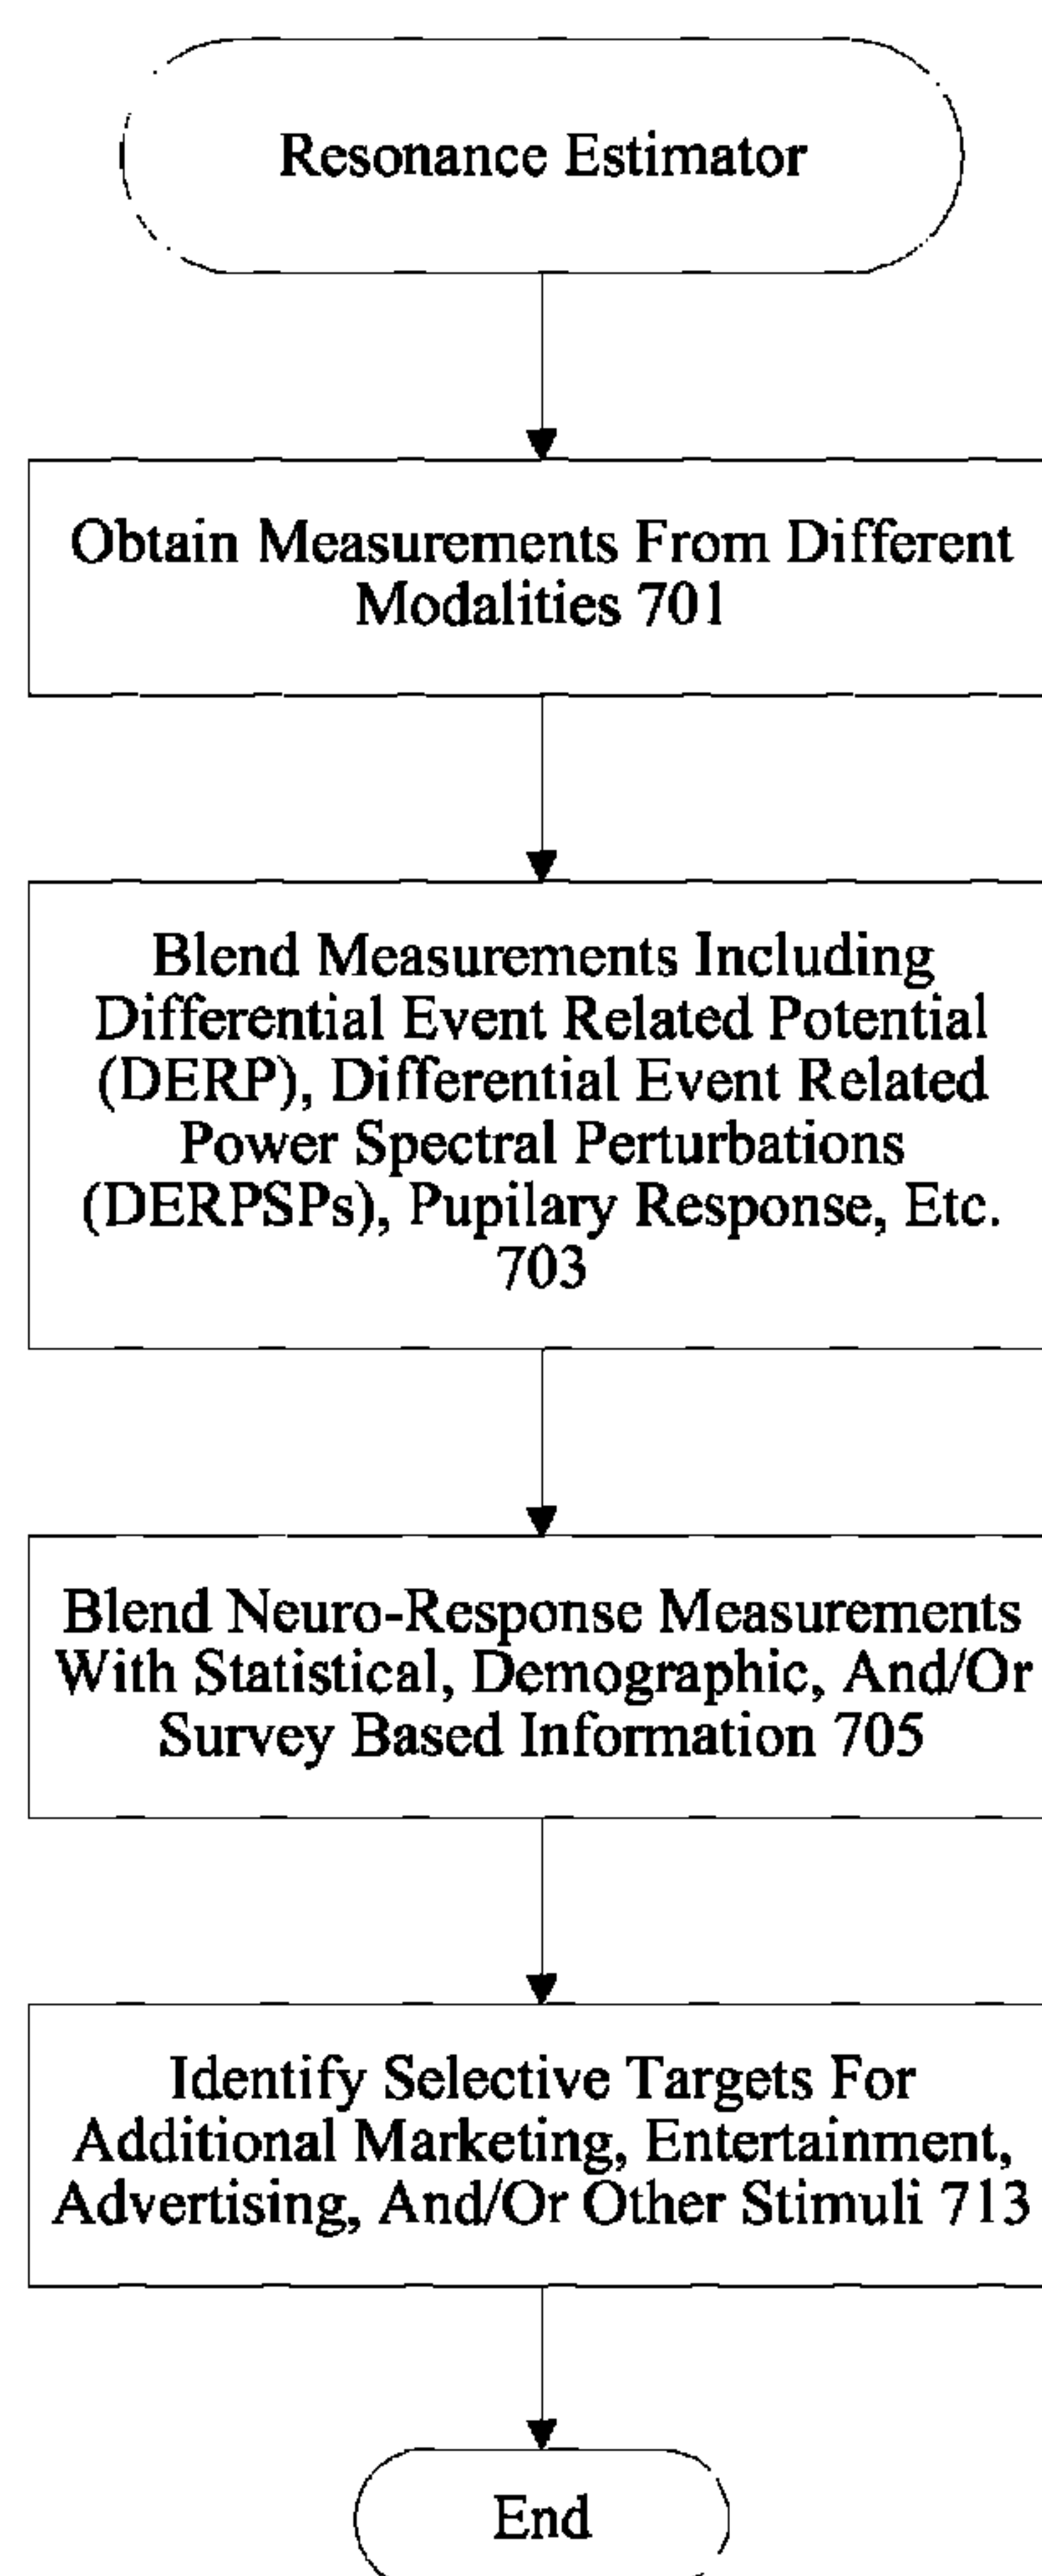 Resonance Estimator
Obtain Measurements From Different
Modalities 701
Blend Measurements Including
Differential Event Related Potential
(DERP), Differential Event Related
Power Spectral Perturbations
(DERPSPs), Pupilary Response, Etc.
703
Blend Neuro-Response Measurements
With Statistical, Demographic, And/Or
Survey Based Information 705
Identify Selective Targets For
Additional Marketing, Entertainment,
Advertising, And/Or Other Stimuli 713
End